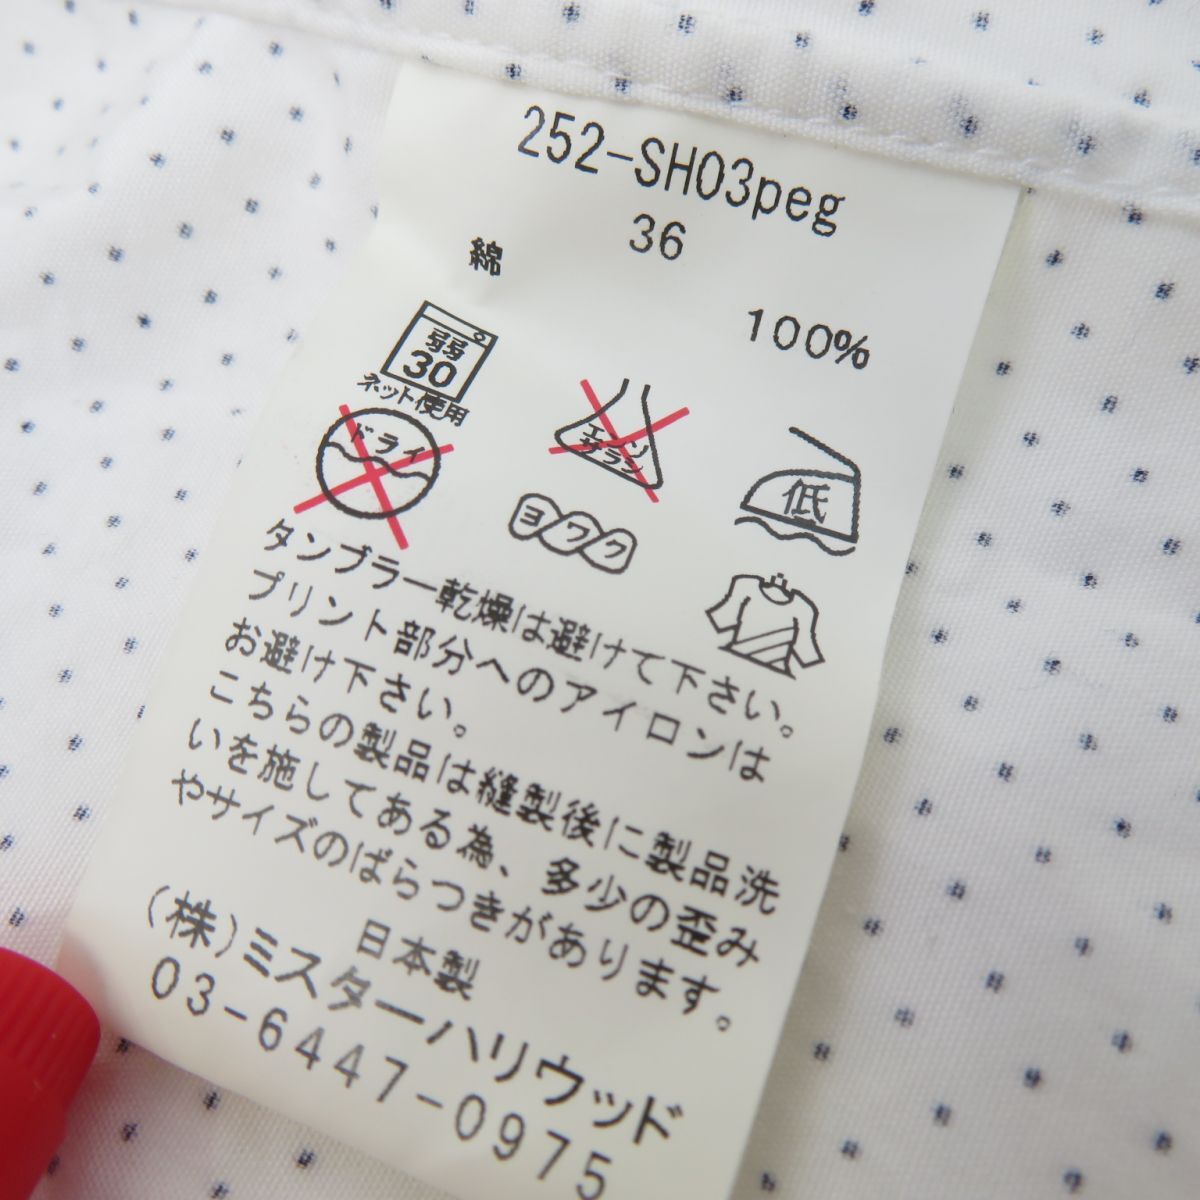 252-SH03peg
36
綿
100%
弱
30
ネット使用
エンソ
サラシ
低
ドライ
ヨワク
タンブラー乾燥は避けて下さい。
プリント部分へのアイロンは
お避け下さい。
こちらの製品は縫製後に製品洗
いを施してある為、多少の歪み
やサイズのばらつきがあります。
日本製
(株)ミスターハリウッド
03-6447-0975